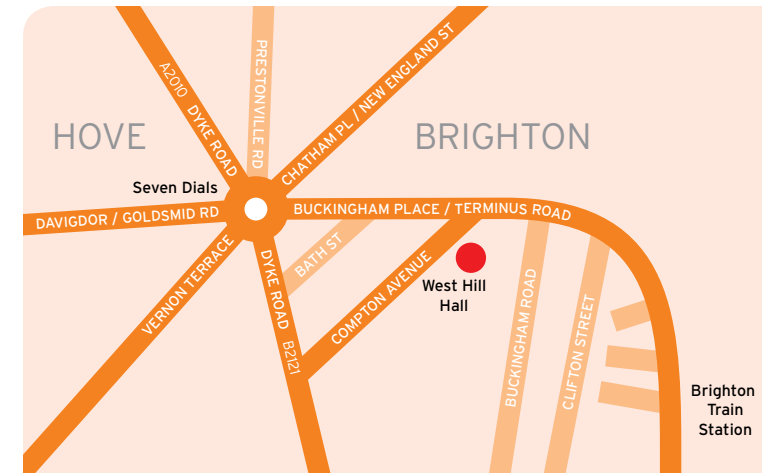 PRESTONVILLE RD
A2010 DYKE ROAD
CHATHAM PL / NEW ENGLAND ST
HOVE
BRIGHTON
Seven Dials
DAVIGDOR / GOLDSMID RD
BUCKINGHAM PLACE / TERMINUS ROAD
VERNON TERRACE
DYKE ROAD B2121
BATH ST
COMPTON AVENUE
West Hill
Hall
BUCKINGHAM ROAD
CLIFTON STREET
Brighton
Train
Station